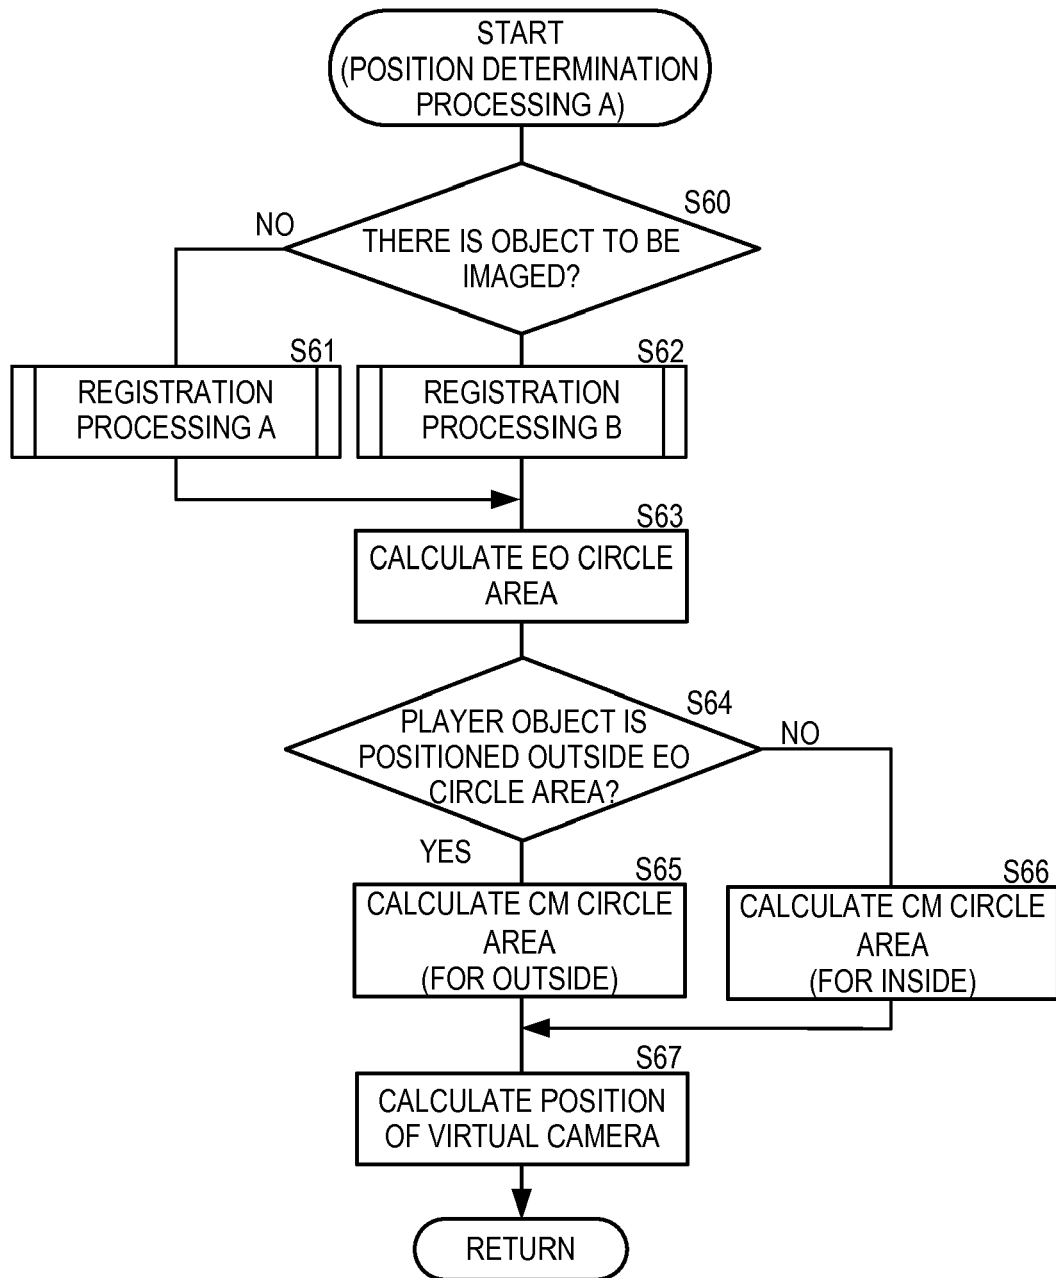 START
(POSITION DETERMINATION
PROCESSING A)
S60
NO
THERE IS OBJECT TO BE
IMAGED?
S61
REGISTRATION
PROCESSING A
S62
REGISTRATION
PROCESSING B
S63
CALCULATE EO CIRCLE
AREA
S64
PLAYER OBJECT IS
POSITIONED OUTSIDE EO
CIRCLE AREA?
NO
YES
S65
CALCULATE CM CIRCLE
AREA
(FOR OUTSIDE)
S66
CALCULATE CM CIRCLE
AREA
(FOR INSIDE)
S67
CALCULATE POSITION
OF VIRTUAL CAMERA
RETURN